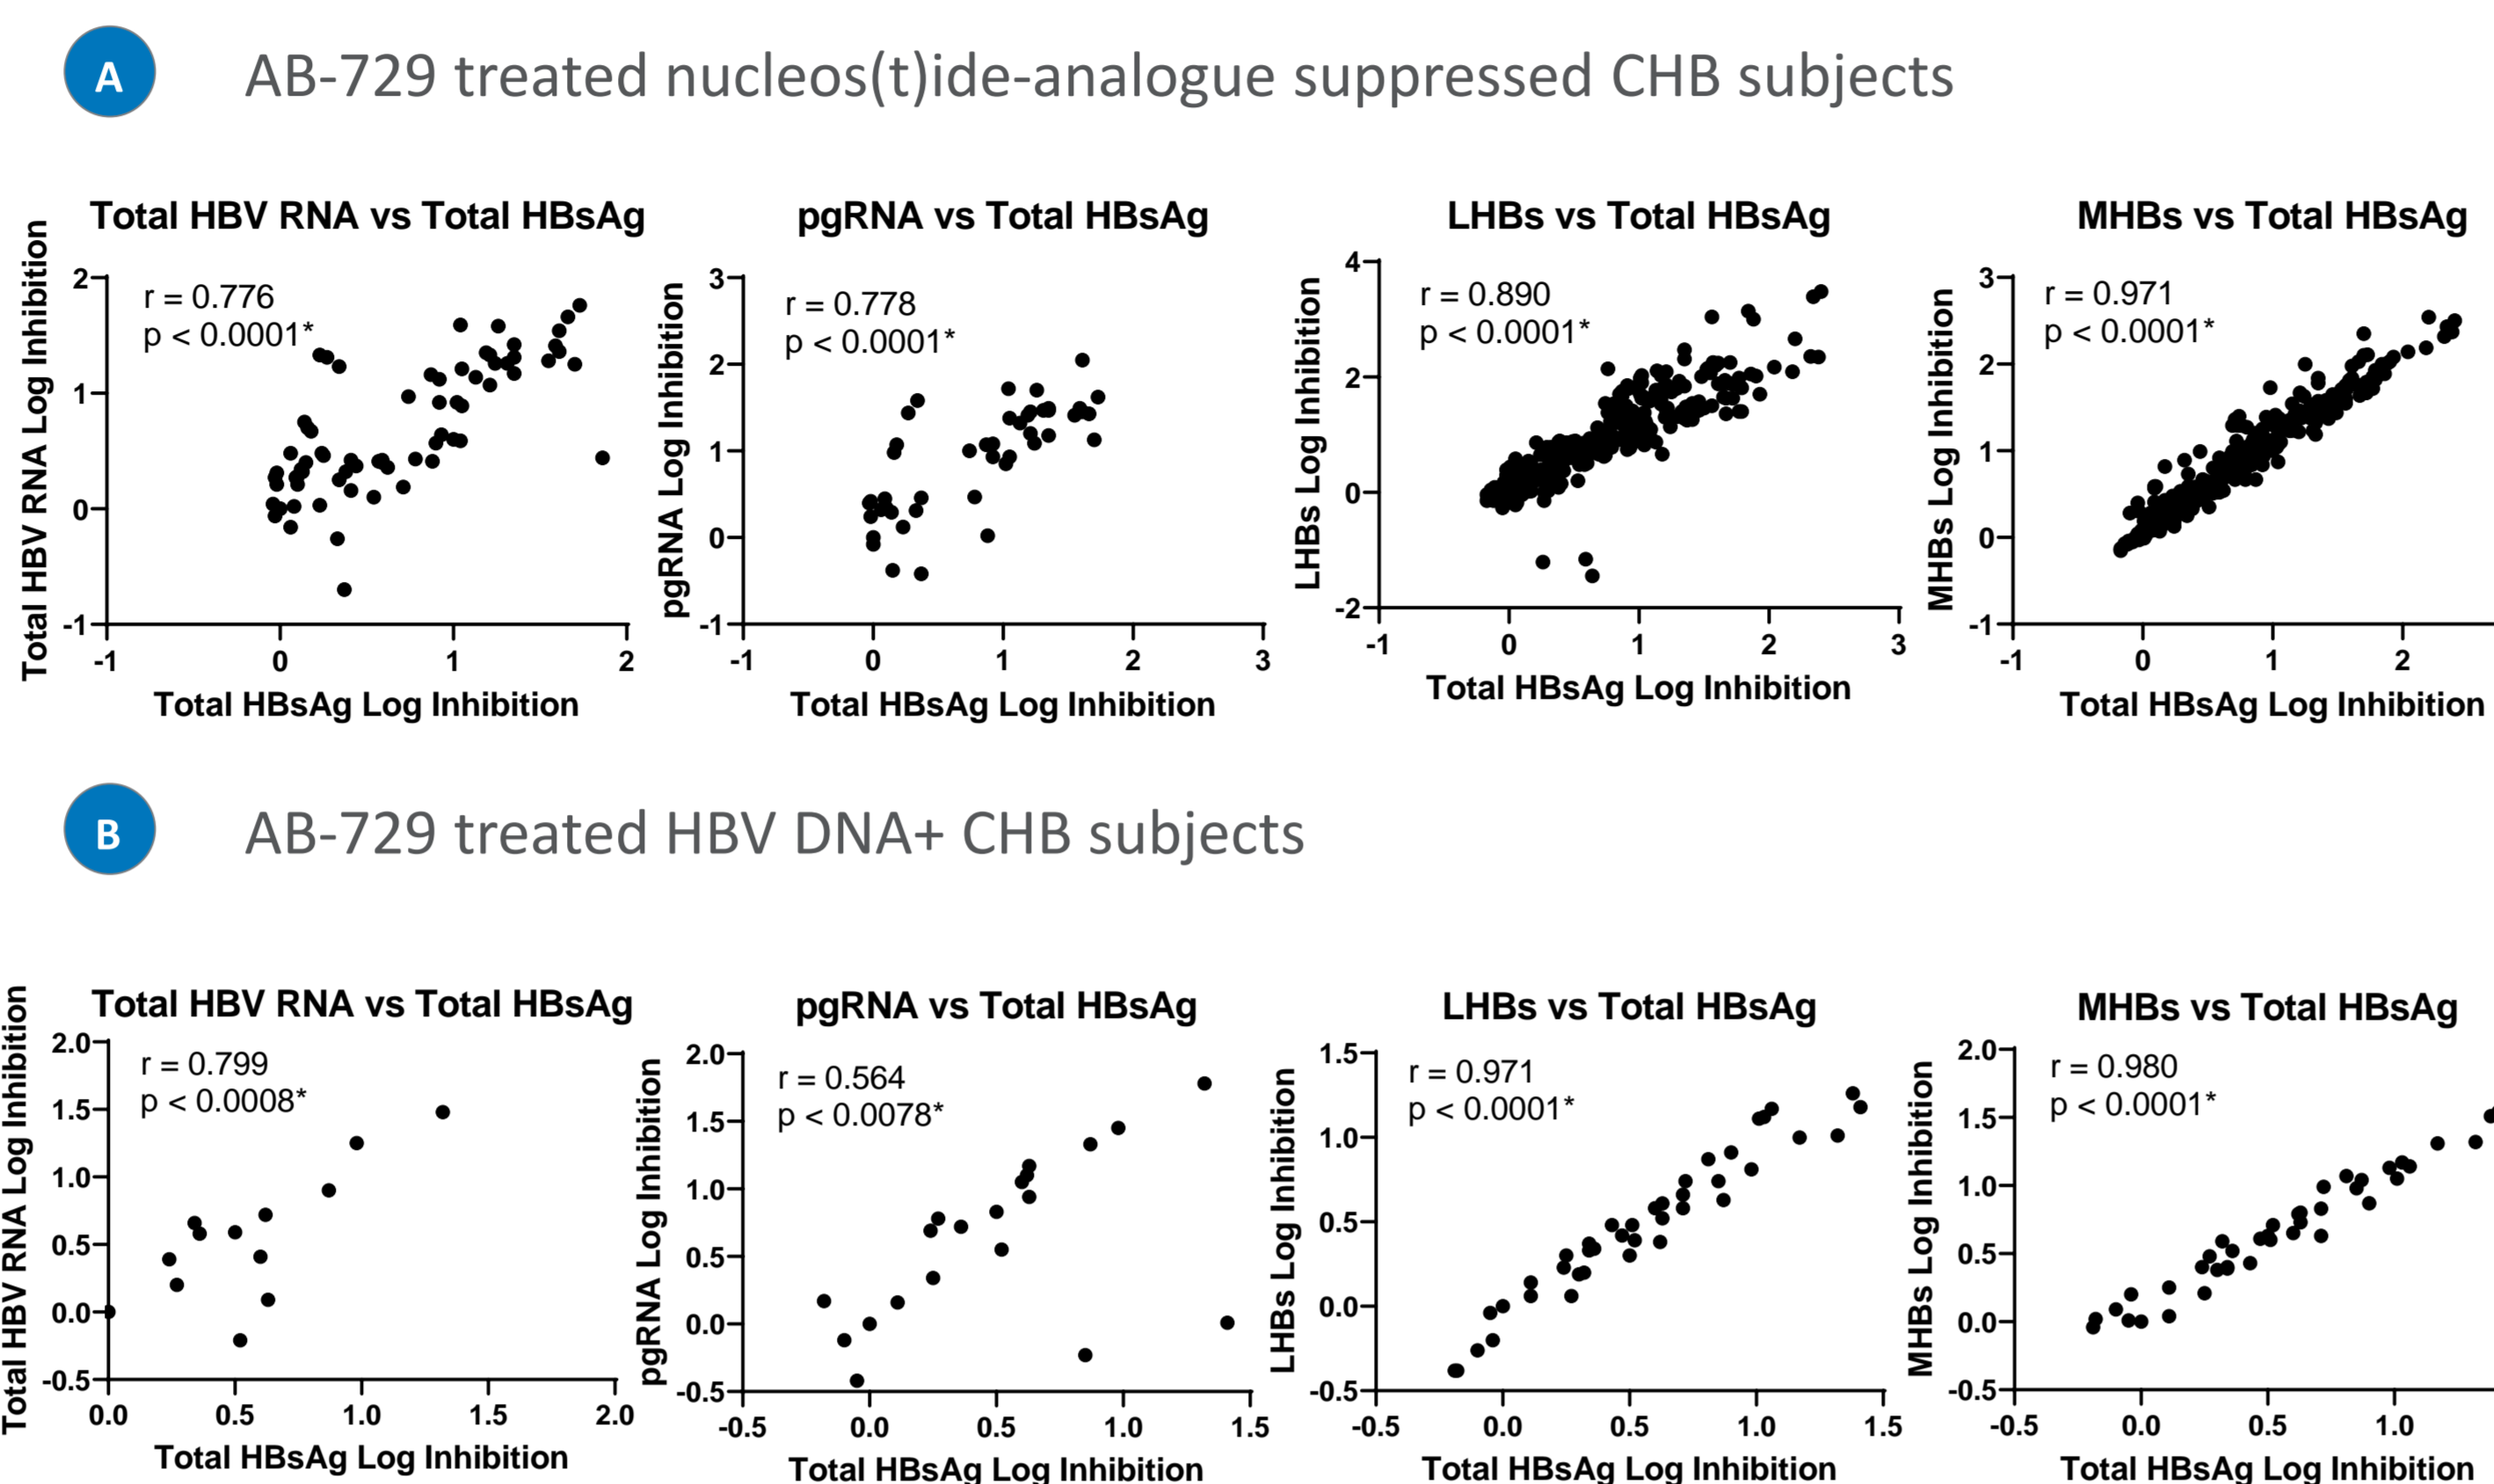 A
AB-729 treated nucleos(t)ide-analogue suppressed CHB subjects
Total HBV RNA vs Total HBsAg
r = 0.776
p < 0.0001*
Total HBV RNA Log Inhibition
2
1
0
-1
-1 0 1 2
Total HBsAg Log Inhibition
pgRNA vs Total HBsAg
r = 0.778
p < 0.0001*
pgRNA Log Inhibition
3
2
1
0
-1
-1 0 1 2 3
Total HBsAg Log Inhibition
LHBs vs Total HBsAg
r = 0.890
p < 0.0001*
LHBs Log Inhibition
4
2
0
-2
-1 0 1 2 3
Total HBsAg Log Inhibition
MHBs vs Total HBsAg
r = 0.971
p < 0.0001*
MHBs Log Inhibition
3
2
1
0
-1
-1 0 1 2
Total HBsAg Log Inhibition
B
AB-729 treated HBV DNA+ CHB subjects
Total HBV RNA vs Total HBsAg
r = 0.799
p < 0.0008*
Total HBV RNA Log Inhibition
2.0
1.5
1.0
0.5
0.0
-0.5
0.0 0.5 1.0 1.5 2.0
Total HBsAg Log Inhibition
pgRNA vs Total HBsAg
r = 0.564
p < 0.0078*
pgRNA Log Inhibition
2.0
1.5
1.0
0.5
0.0
-0.5
-0.5 0.0 0.5 1.0 1.5
Total HBsAg Log Inhibition
LHBs vs Total HBsAg
r = 0.971
p < 0.0001*
LHBs Log Inhibition
1.5
1.0
0.5
0.0
-0.5
-0.5 0.0 0.5 1.0 1.5
Total HBsAg Log Inhibition
MHBs vs Total HBsAg
r = 0.980
p < 0.0001*
MHBs Log Inhibition
2.0
1.5
1.0
0.5
0.0
-0.5
-0.5 0.0 0.5 1.0
Total HBsAg Log Inhibition